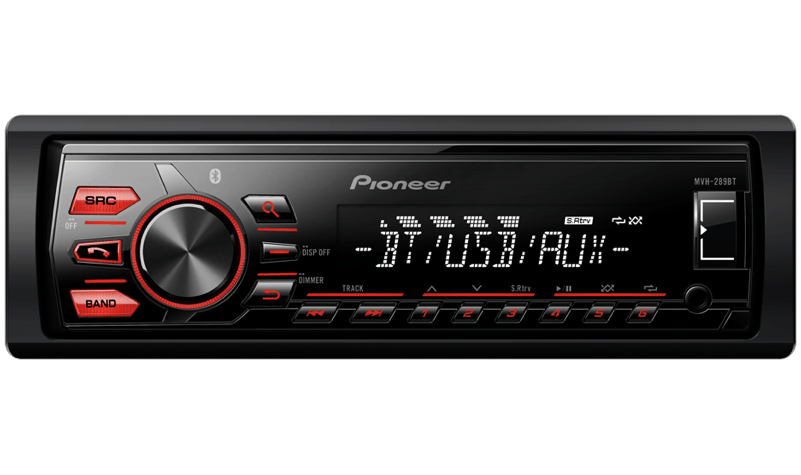 Pioneer
MVH-289BT
SRC
OFF
S.Rtrv
-BT/USB/AUX-
DISP OFF
DIMMER
BAND
TRACK
S.Rtrv
1 2 3 4 5 6